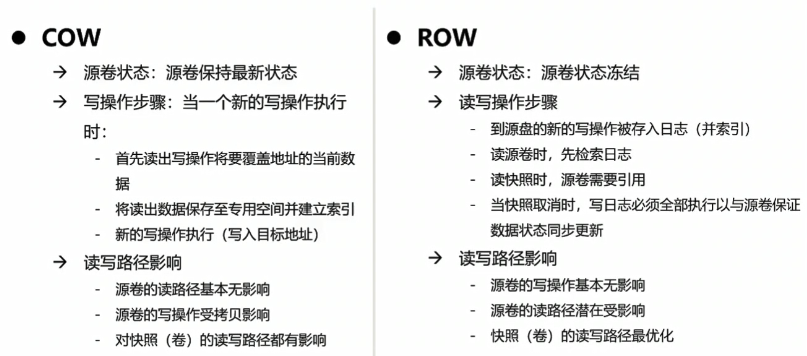 ● COW
→ 源卷状态：源卷保持最新状态
→ 写操作步骤：当一个新的写操作执行
时：
- 首先读出写操作将要覆盖地址的当前数
据
- 将读出数据保存至专用空间并建立索引
- 新的写操作执行（写入目标地址）
→ 读写路径影响
- 源卷的读路径基本无影响
- 源卷的写操作受拷贝影响
- 对快照（卷）的读写路径都有影响
● ROW
→ 源卷状态：源卷状态冻结
→ 读写操作步骤
- 到源盘的新的写操作被存入日志（并索引）
- 读源卷时，先检索日志
- 读快照时，源卷需要引用
- 当快照取消时，写日志必须全部执行以与源卷保证
数据状态同步更新
→ 读写路径影响
- 源卷的写操作基本无影响
- 源卷的读路径潜在受影响
- 快照（卷）的读写路径最优化